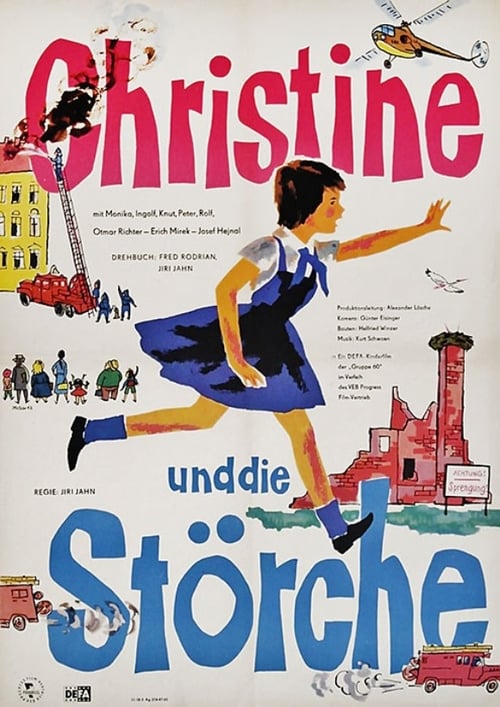 Christine
mit Monika, Ingolf, Knut, Peter, Rolf,
Otmar Richter – Erich Mirek – Josef Hejnal
DREHBUCH: FRED RODRIAN,
JIRI JAHN
Produktionsleitung: Alexander Lösche
Kamera: Günter Eisinger
Bauten: Helfried Winzer
Musik: Kurt Schwaen
Ein DEFA-Kinderfilm
der „Gruppe 60"
im Verleih
des VEB Progress
Film-Vertrieb
ACHTUNG!
Sprengung!
und die
REGIE: JIRI JAHN
Störche
PROGRESS
DEFA